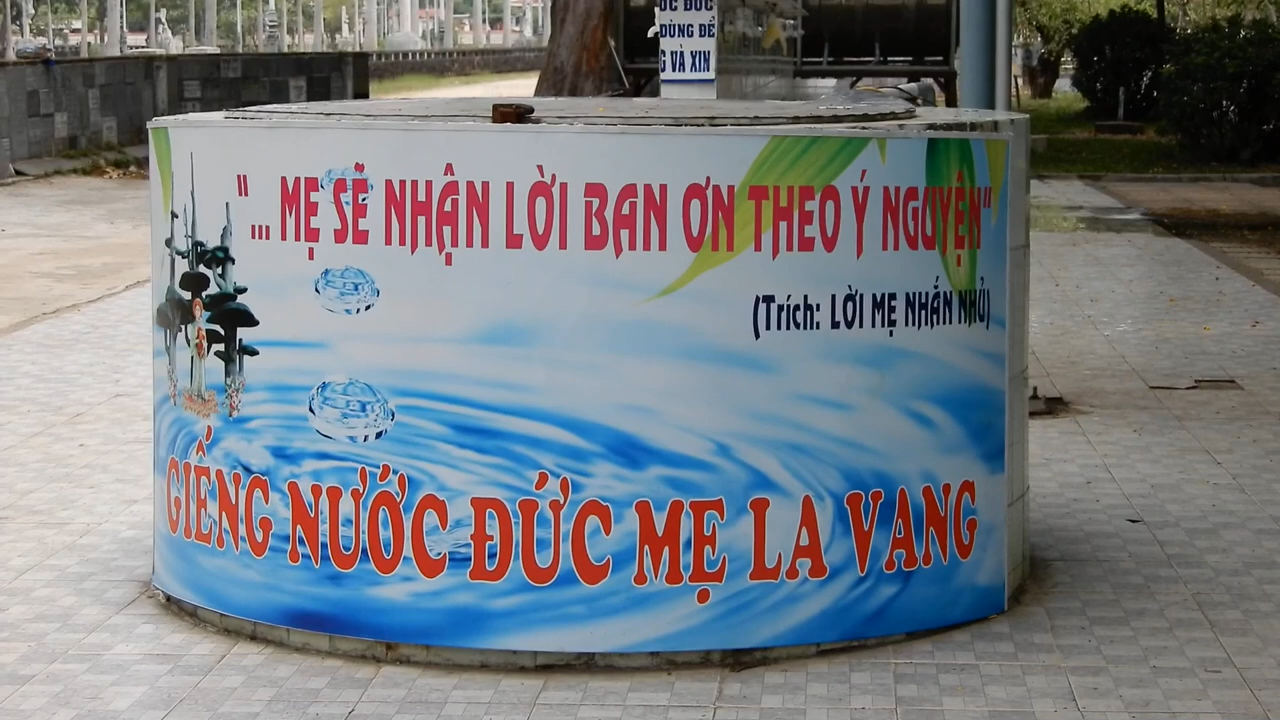 ĐỨC
DÙNG ĐỂ
G VÀ XIN
"... MẸ SẼ NHẬN LỜI BAN ƠN THEO Ý NGUYỆN"
(Trích: LỜI MẸ NHẮN NHỦ)
GIẾNG NƯỚC ĐỨC MẸ LA VANG